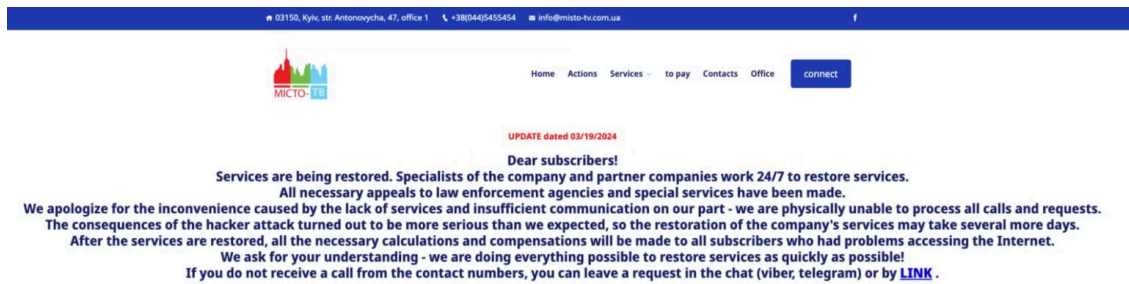 03150, Kyiv, str. Antonovycha, 47, office 1 +38(044)5455454 info@misto-tv.com.ua f
МІСТО-ТВ
Home Actions Services to pay Contacts Office connect
UPDATE dated 03/19/2024
Dear subscribers!
Services are being restored. Specialists of the company and partner companies work 24/7 to restore services.
All necessary appeals to law enforcement agencies and special services have been made.
We apologize for the inconvenience caused by the lack of services and insufficient communication on our part - we are physically unable to process all calls and requests.
The consequences of the hacker attack turned out to be more serious than we expected, so the restoration of the company's services may take several more days.
After the services are restored, all the necessary calculations and compensations will be made to all subscribers who had problems accessing the Internet.
We ask for your understanding - we are doing everything possible to restore services as quickly as possible!
If you do not receive a call from the contact numbers, you can leave a request in the chat (viber, telegram) or by LINK .